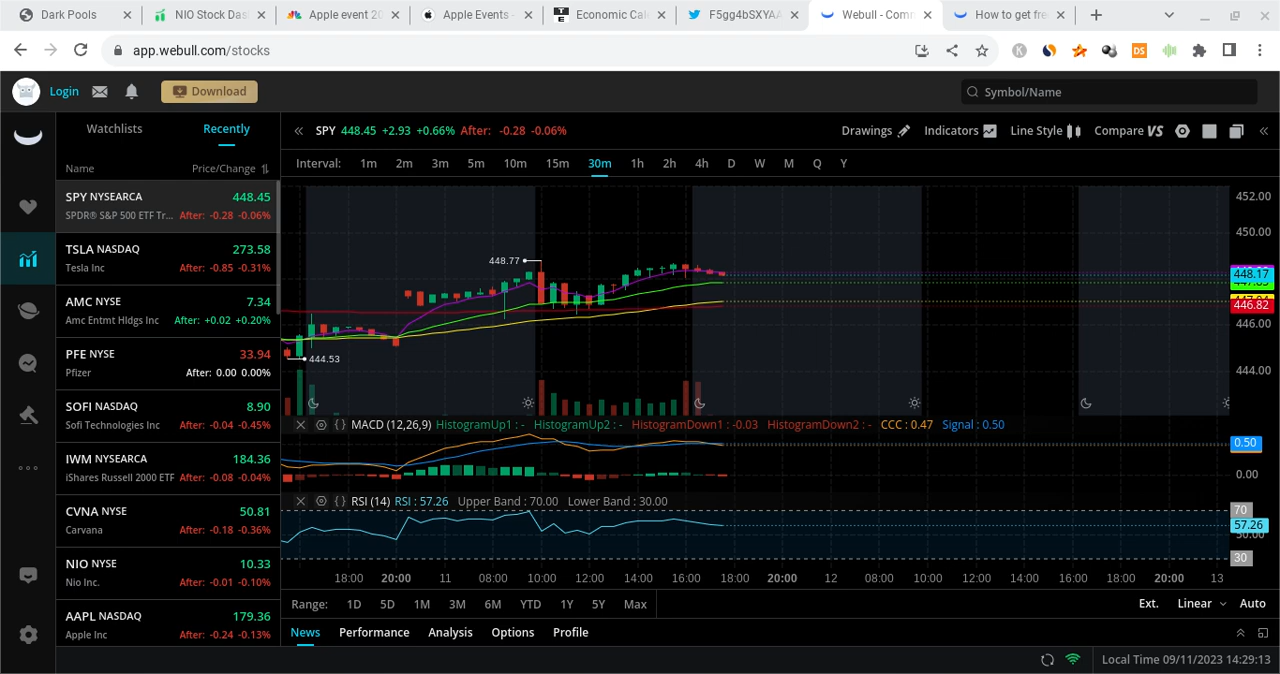 Dark Pools
NIO Stock Das
Apple event 20
Apple Events -
Economic Cale
F5gg4bSXYAA
Webull - Com
How to get fre
app.webull.com/stocks
Login
Download
Symbol/Name
Watchlists
Recently
Name
Price/Change
SPY NYSEARCA 448.45
SPDR® S&P 500 ETF Tr... After: -0.28 -0.06%
TSLA NASDAQ 273.58
Tesla Inc After: -0.85 -0.31%
AMC NYSE 7.34
Amc Entmt Hldgs Inc After: +0.02 +0.20%
PFE NYSE 33.94
Pfizer After: 0.00 0.00%
SOFI NASDAQ 8.90
Sofi Technologies Inc After: -0.04 -0.45%
IWM NYSEARCA 184.36
iShares Russell 2000 ETF After: -0.08 -0.04%
CVNA NYSE 50.81
Carvana After: -0.18 -0.36%
NIO NYSE 10.33
Nio Inc. After: -0.01 -0.10%
AAPL NASDAQ 179.36
Apple Inc After: -0.24 -0.13%
SPY 448.45 +2.93 +0.66% After: -0.28 -0.06%
Drawings
Indicators
Line Style
Compare VS
Interval: 1m 2m 3m 5m 10m 15m 30m 1h 2h 4h D W M Q Y
452.00
450.00
448.77
448.17
446.82
446.00
444.53
444.00
MACD (12,26,9) HistogramUp1 : - HistogramUp2 : - HistogramDown1 : -0.03 HistogramDown2 : - CCC : 0.47 Signal : 0.50
0.50
0.00
RSI (14) RSI : 57.26 Upper Band : 70.00 Lower Band : 30.00
70
57.26
50.00
30
18:00 20:00 11 08:00 10:00 12:00 14:00 16:00 18:00 20:00 12 08:00 10:00 12:00 14:00 16:00 18:00 20:00 13
Range: 1D 5D 1M 3M 6M YTD 1Y 5Y Max
Ext. Linear Auto
News Performance Analysis Options Profile
Local Time 09/11/2023 14:29:13